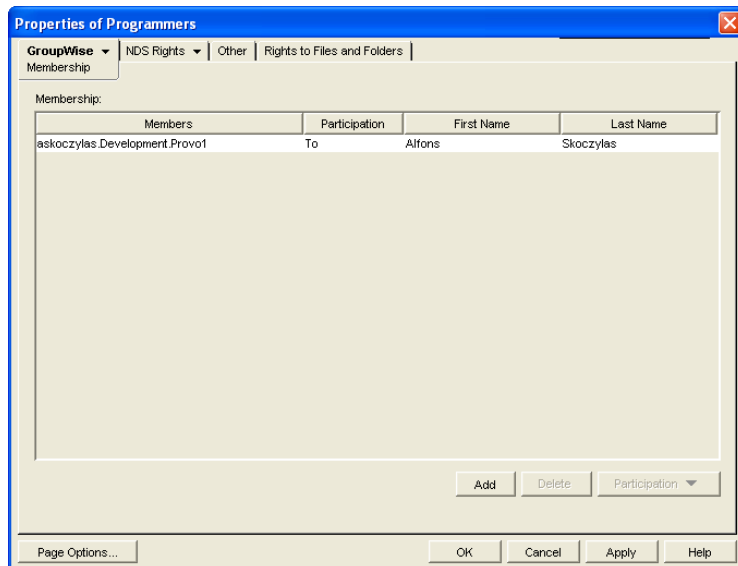 Properties of Programmers
GroupWise NDS Rights Other Rights to Files and Folders
Membership
Membership:
Members Participation First Name Last Name
askoczylas.Development.Provo1 To Alfons Skoczylas
Add Delete Participation
Page Options... OK Cancel Apply Help